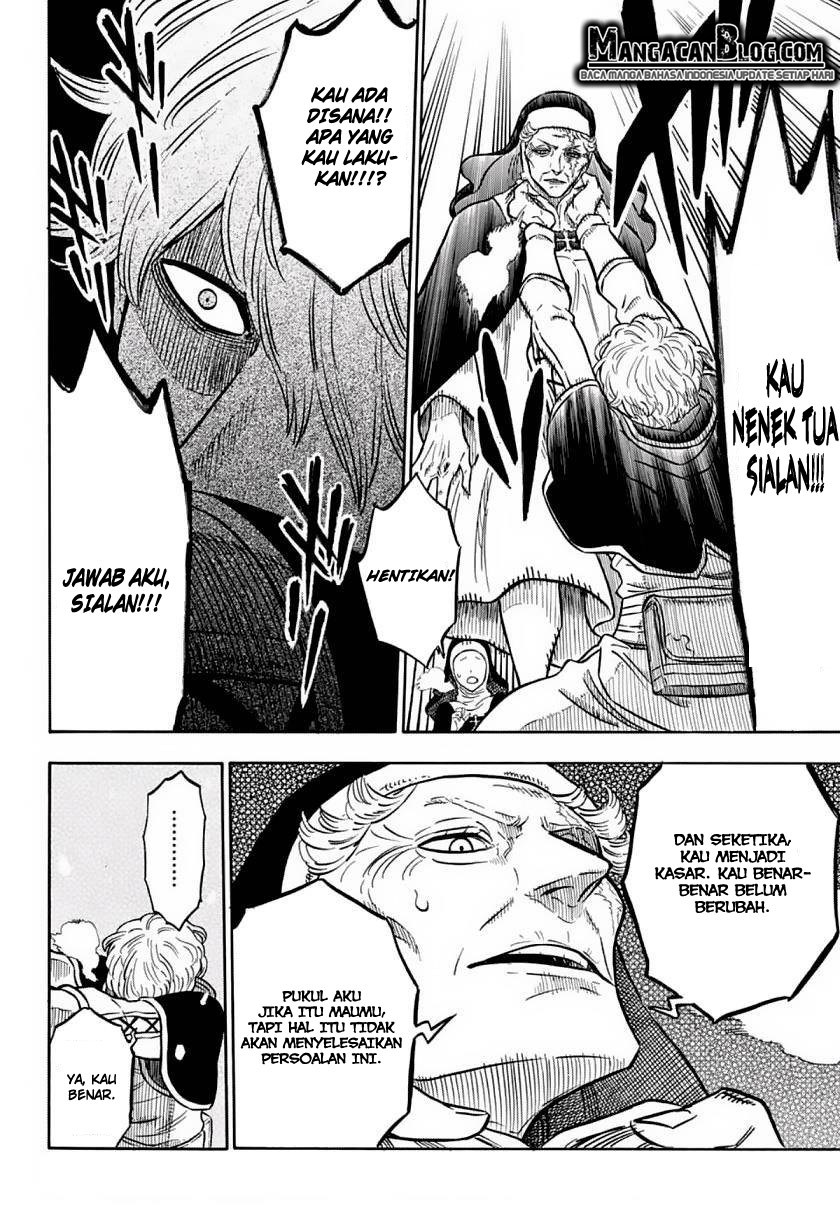 MANGACANBLOG.COM
BACA MANGA BAHASA INDONESIA UPDATE SETIAP HARI
KAU
NENEK TUA
SIALAN!!!
HENTIKAN!
KAU ADA
DISANA!!
APA YANG
KAU LAKU-
KAN!!!?
JAWAB AKU,
SIALAN!!!
DAN SEKETIKA,
KAU MENJADI
KASAR. KAU BENAR-
BENAR BELUM
BERUBAH.
PUKUL AKU
JIKA ITU MAUMU,
TAPI HAL ITU TIDAK
AKAN MENYELESAIKAN
PERSOALAN INI.
.........
YA, KAU
BENAR.